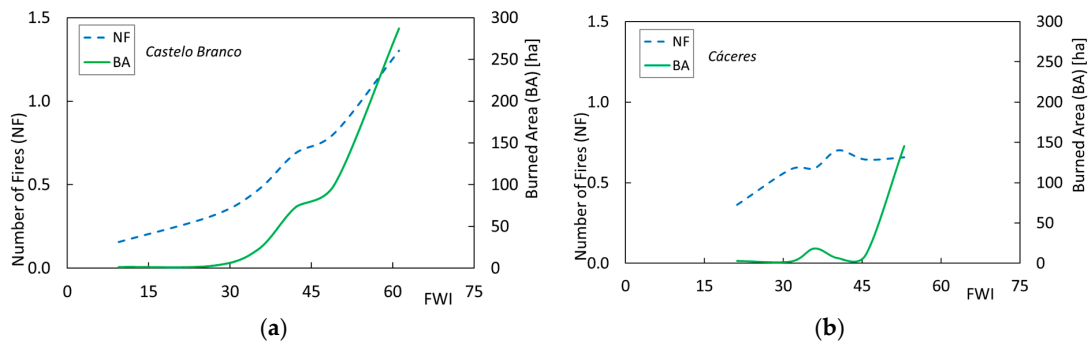 1.5
1.0
0.5
0.0
Number of Fires (NF)
NF
BA
Castelo Branco
300
250
200
150
100
50
0
Burned Area (BA) [ha]
0
15
30
45
60
75
FWI
(a)
1.5
1.0
0.5
0.0
Number of Fires (NF)
NF
BA
Cáceres
300
250
200
150
100
50
0
Burned Area (BA) [ha]
0
15
30
45
60
75
FWI
(b)